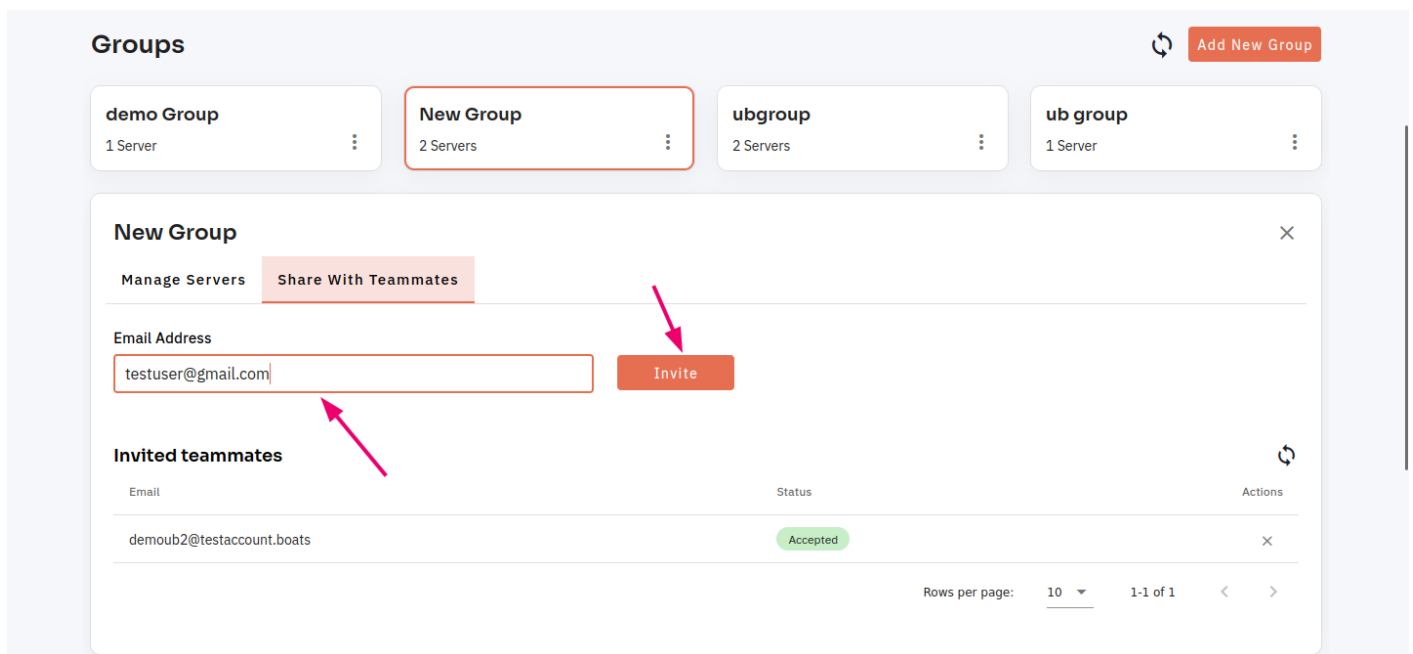 Groups
Add New Group
demo Group
1 Server
New Group
2 Servers
ubgroup
2 Servers
ub group
1 Server
New Group
Manage Servers Share With Teammates
Email Address
testuser@gmail.com
Invite
Invited teammates
Email Status Actions
demoub2@testaccount.boats Accepted
Rows per page: 10 1-1 of 1